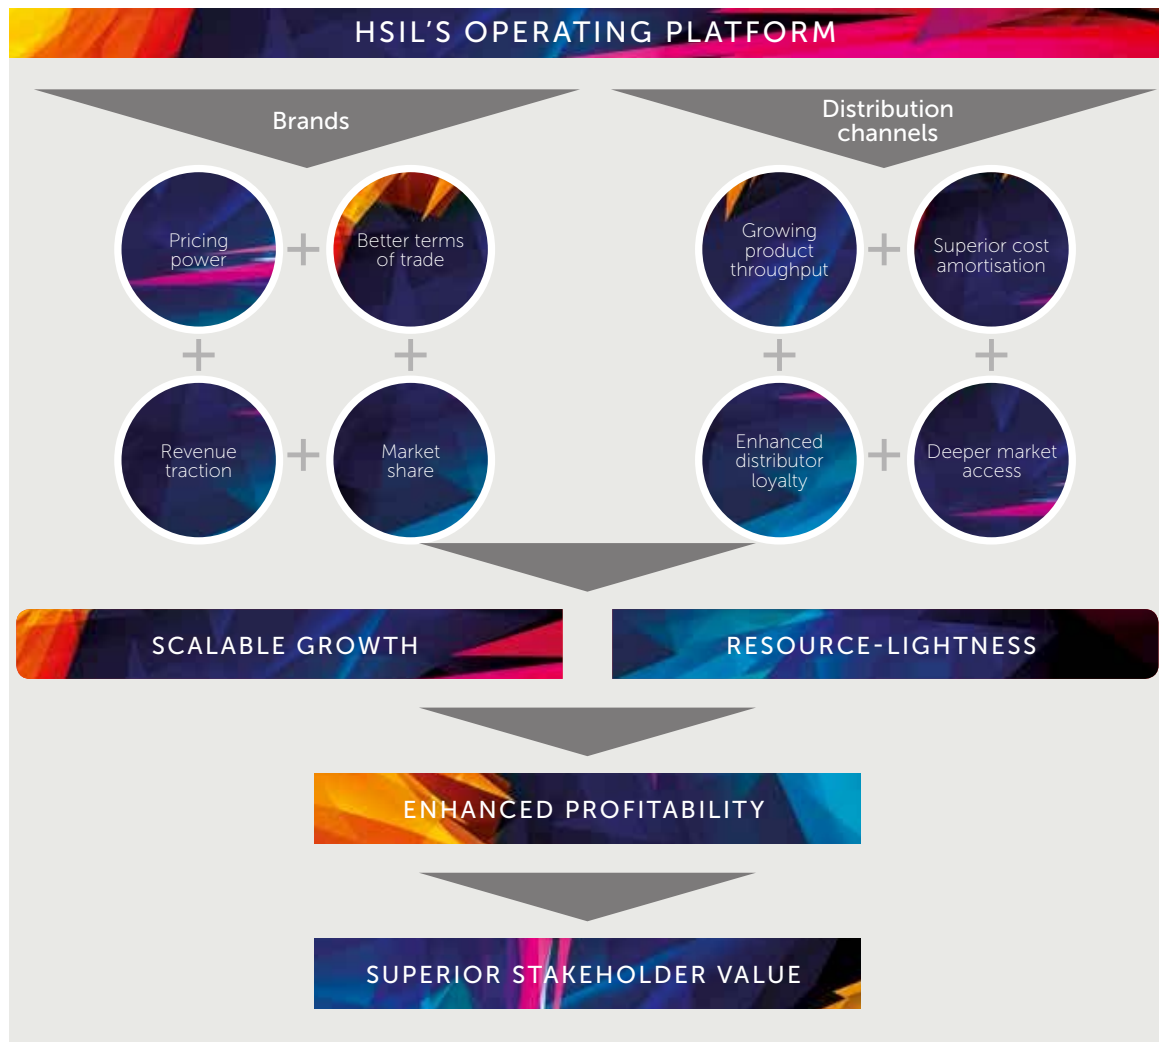 HSIL'S OPERATING PLATFORM
Brands
Distribution
channels
Pricing
power
+
Better terms
of trade
Growing
product
throughput
+
Superior cost
amortisation
+
+
+
+
Revenue
traction
+
Market
share
Enhanced
distributor
loyalty
+
Deeper market
access
SCALABLE GROWTH
RESOURCE-LIGHTNESS
ENHANCED PROFITABILITY
SUPERIOR STAKEHOLDER VALUE